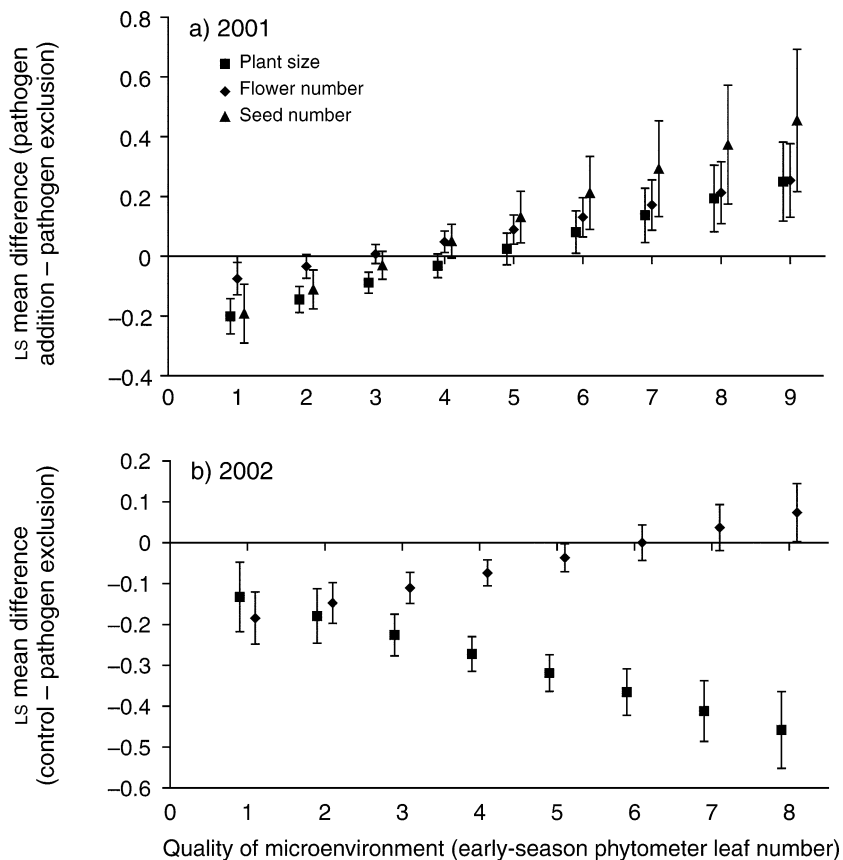 0.8
a) 2001
Plant size
Flower number
Seed number
0.6
0.4
0.2
0
−0.2
−0.4
LS mean difference (pathogen
addition – pathogen exclusion)
0 1 2 3 4 5 6 7 8 9
0.2
b) 2002
0.1
0
−0.1
−0.2
−0.3
−0.4
−0.5
−0.6
LS mean difference
(control – pathogen exclusion)
0 1 2 3 4 5 6 7 8
Quality of microenvironment (early-season phytometer leaf number)